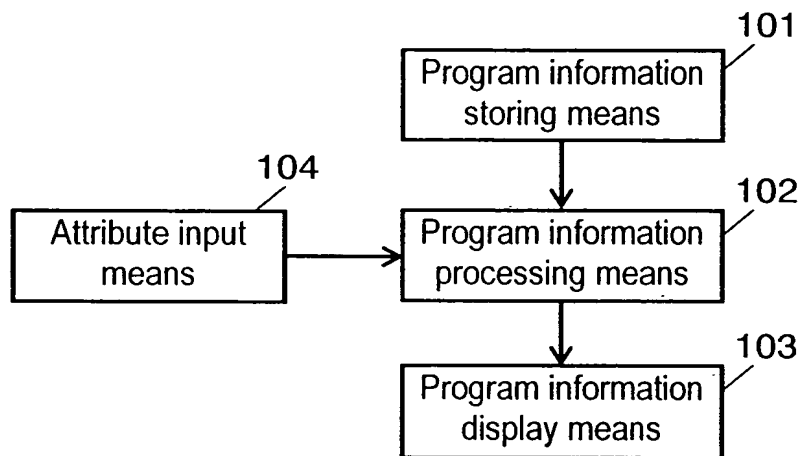 101
Program information
storing means
104
Attribute input
means
102
Program information
processing means
103
Program information
display means